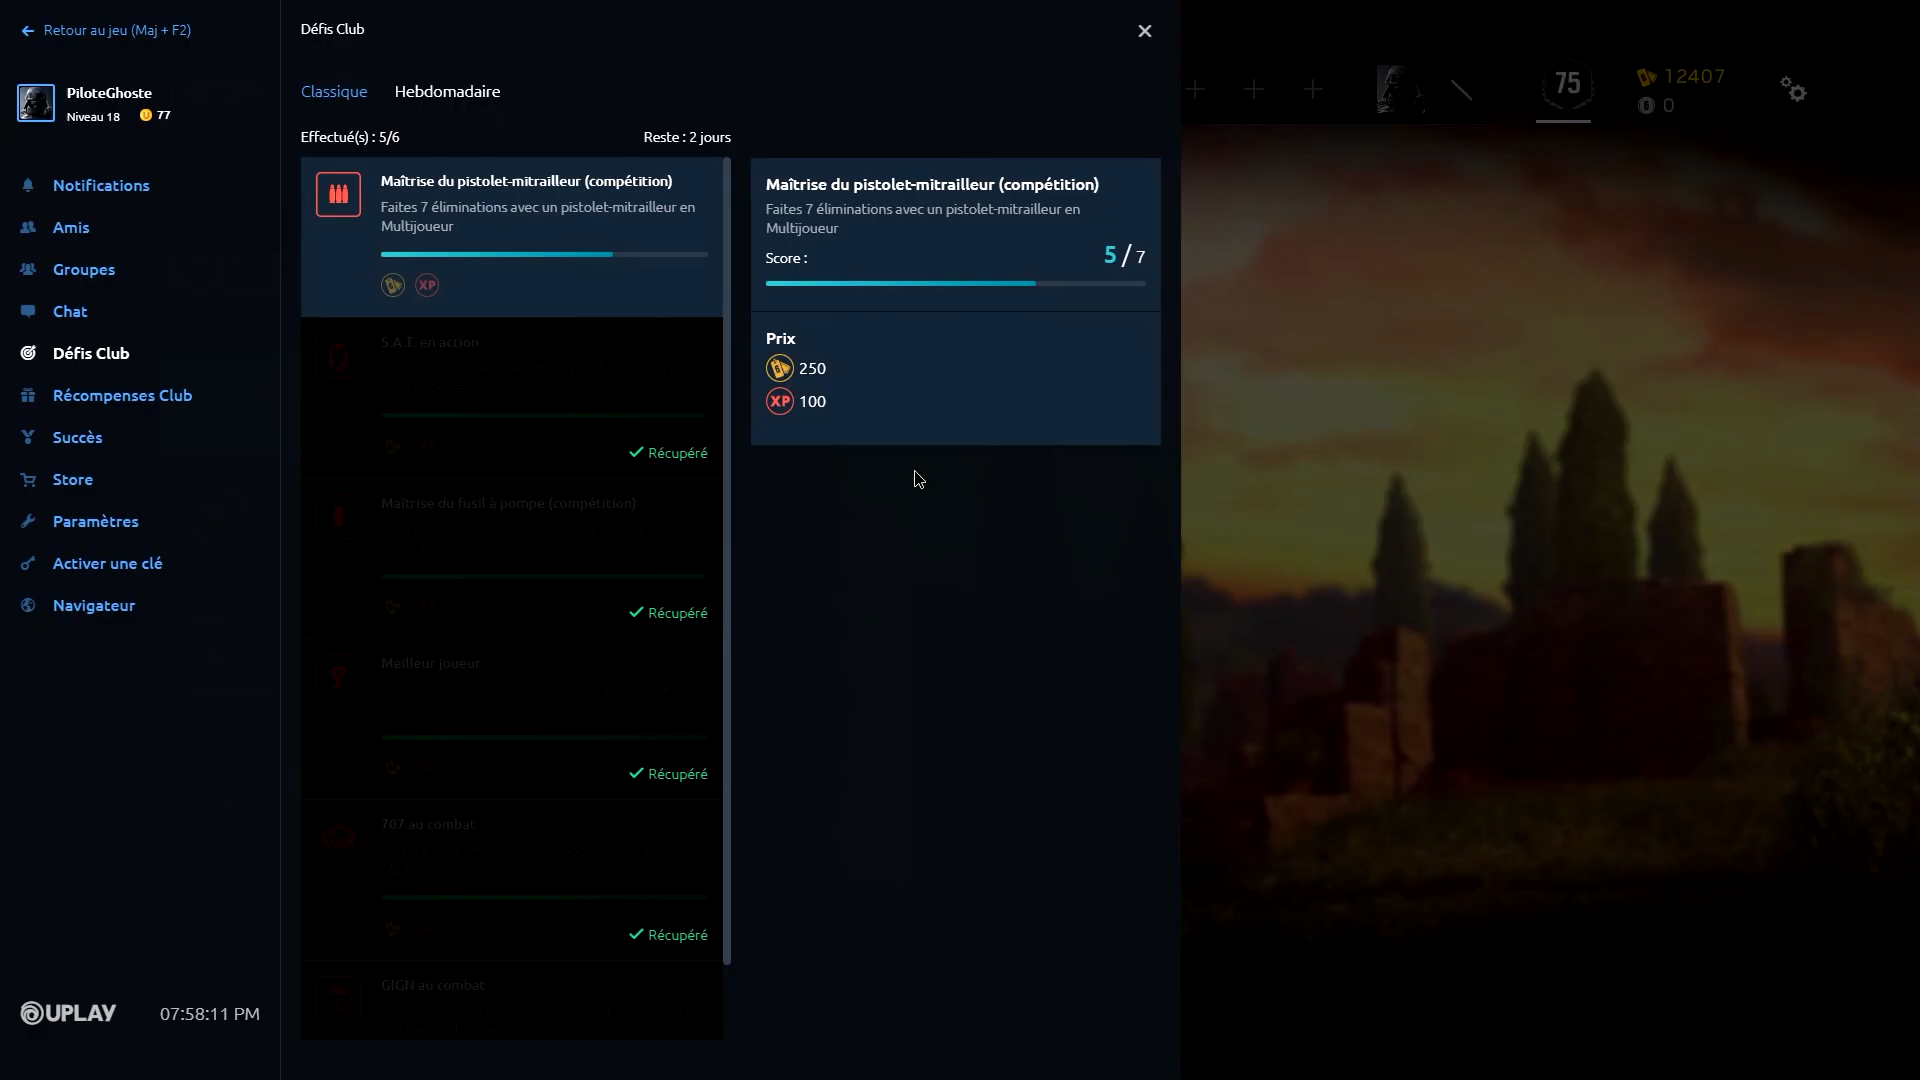 Retour au jeu (Maj + F2)
PiloteGhoste
Niveau 18 77
Notifications
Amis
Groupes
Chat
Défis Club
Récompenses Club
Succès
Store
Paramètres
Activer une clé
Navigateur
UPLAY 07:58:11 PM
Défis Club
Classique Hebdomadaire
Effectué(s) : 5/6 Reste : 2 jours
Maîtrise du pistolet-mitrailleur (compétition)
Faites 7 éliminations avec un pistolet-mitrailleur en
Multijoueur
XP
S.A.T. en action
Récupéré
Maîtrise du fusil à pompe (compétition)
Récupéré
Meilleur joueur
Récupéré
707 au combat
Récupéré
GIGN au combat
Maîtrise du pistolet-mitrailleur (compétition)
Faites 7 éliminations avec un pistolet-mitrailleur en
Multijoueur
Score : 5 / 7
Prix
250
XP 100
75
12407
0